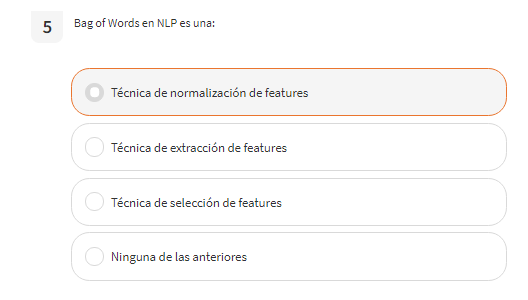 5
Bag of Words en NLP es una:
Técnica de normalización de features
Técnica de extracción de features
Técnica de selección de features
Ninguna de las anteriores